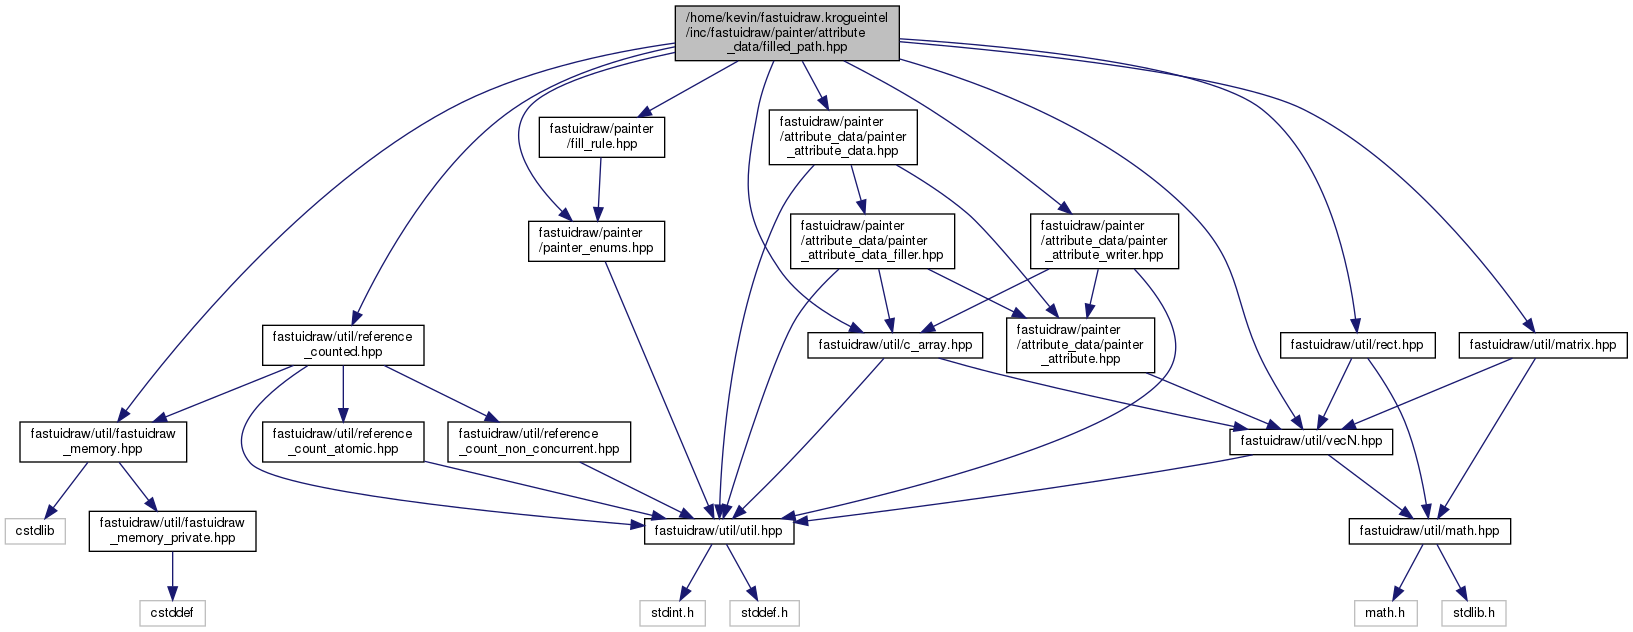 /home/kevin/fastuidraw.krogueintel
/inc/fastuidraw/painter/attribute
_data/filled_path.hpp
fastuidraw/painter
/fill_rule.hpp
fastuidraw/painter
/attribute_data/painter
_attribute_data.hpp
fastuidraw/painter
/painter_enums.hpp
fastuidraw/painter
/attribute_data/painter
_attribute_data_filler.hpp
fastuidraw/painter
/attribute_data/painter
_attribute_writer.hpp
fastuidraw/util/reference
_counted.hpp
fastuidraw/util/c_array.hpp
fastuidraw/painter
/attribute_data/painter
_attribute.hpp
fastuidraw/util/rect.hpp
fastuidraw/util/matrix.hpp
fastuidraw/util/fastuidraw
_memory.hpp
fastuidraw/util/reference
_count_atomic.hpp
fastuidraw/util/reference
_count_non_concurrent.hpp
fastuidraw/util/vecN.hpp
cstdlib
fastuidraw/util/fastuidraw
_memory_private.hpp
fastuidraw/util/util.hpp
fastuidraw/util/math.hpp
cstddef
stdint.h
stddef.h
math.h
stdlib.h